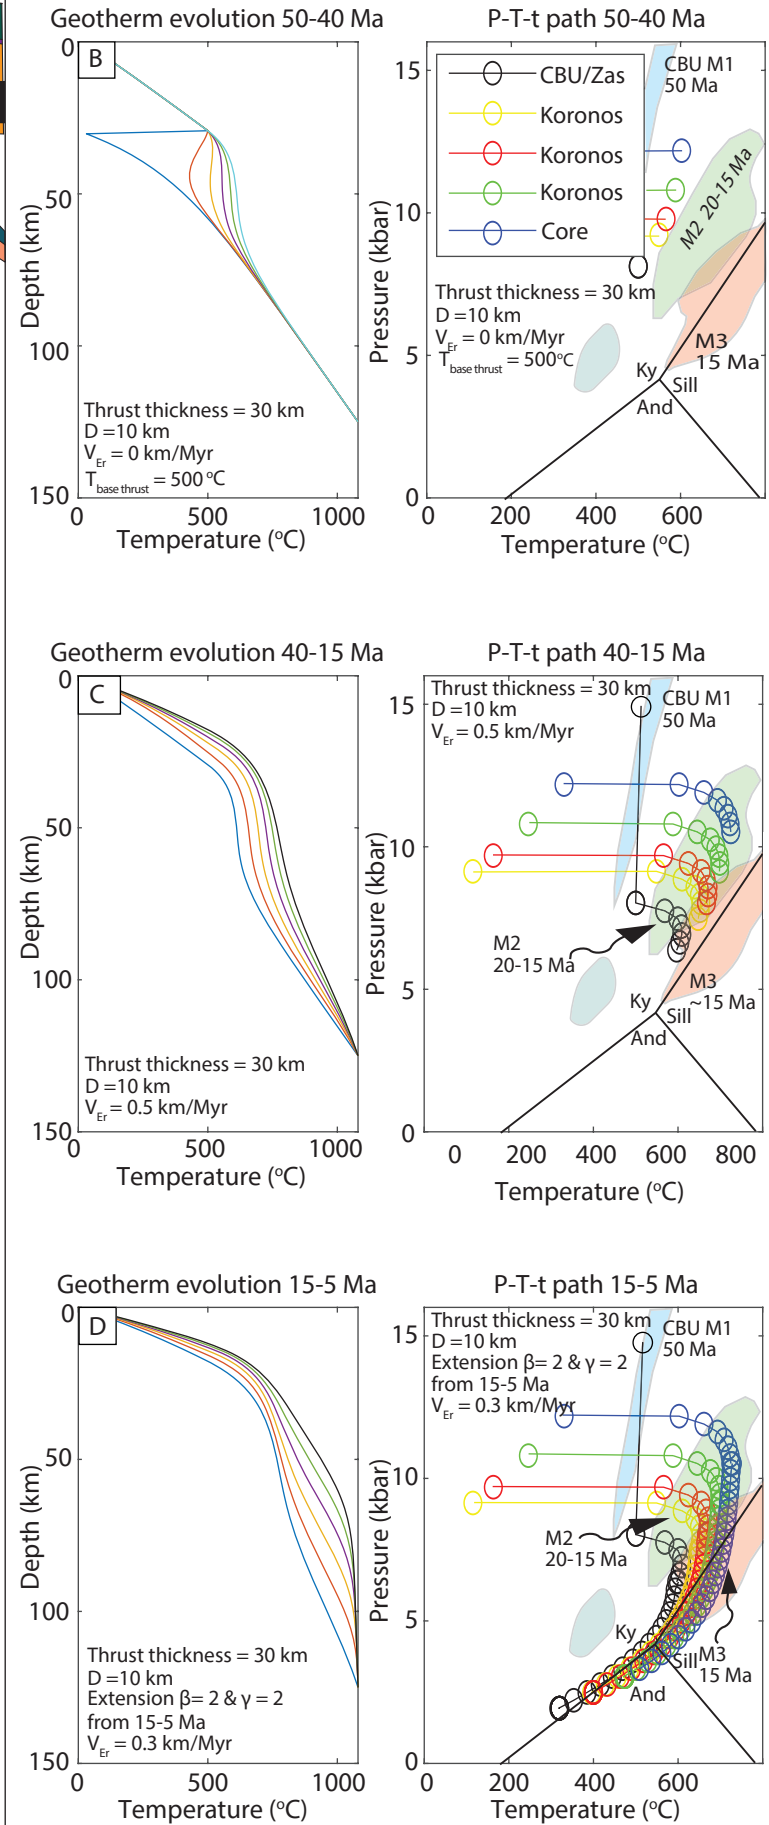 Geotherm evolution 50-40 Ma
B
0
50
100
150
Depth (km)
Thrust thickness = 30 km
D =10 km
VEr = 0 km/Myr
Tbase thrust = 500 °C
0
500
1000
Temperature (°C)
P-T-t path 50-40 Ma
15
10
5
0
Pressure (kbar)
CBU/Zas
Koronos
Koronos
Koronos
Core
CBU M1
50 Ma
M2 20-15 Ma
Thrust thickness = 30 km
D =10 km
VEr = 0 km/Myr
Tbase thrust = 500°C
M3
15 Ma
Ky
Sill
And
0
200
400
600
Temperature (°C)
Geotherm evolution 40-15 Ma
C
0
50
100
150
Depth (km)
Thrust thickness = 30 km
D =10 km
VEr = 0.5 km/Myr
0
500
1000
Temperature (°C)
P-T-t path 40-15 Ma
15
10
5
0
Pressure (kbar)
Thrust thickness = 30 km
D =10 km
VEr = 0.5 km/Myr
CBU M1
50 Ma
M2
20-15 Ma
M3
~15 Ma
Ky
Sill
And
0
200
400
600
800
Temperature (°C)
Geotherm evolution 15-5 Ma
D
0
50
100
150
Depth (km)
Thrust thickness = 30 km
D =10 km
Extension β= 2 & γ = 2
from 15-5 Ma
VEr = 0.3 km/Myr
0
500
1000
Temperature (°C)
P-T-t path 15-5 Ma
15
10
5
0
Pressure (kbar)
Thrust thickness = 30 km
D =10 km
Extension β= 2 & γ = 2
from 15-5 Ma
VEr = 0.3 km/Myr
CBU M1
50 Ma
M2
20-15 Ma
Ky
Sill
M3
15 Ma
And
0
200
400
600
Temperature (°C)